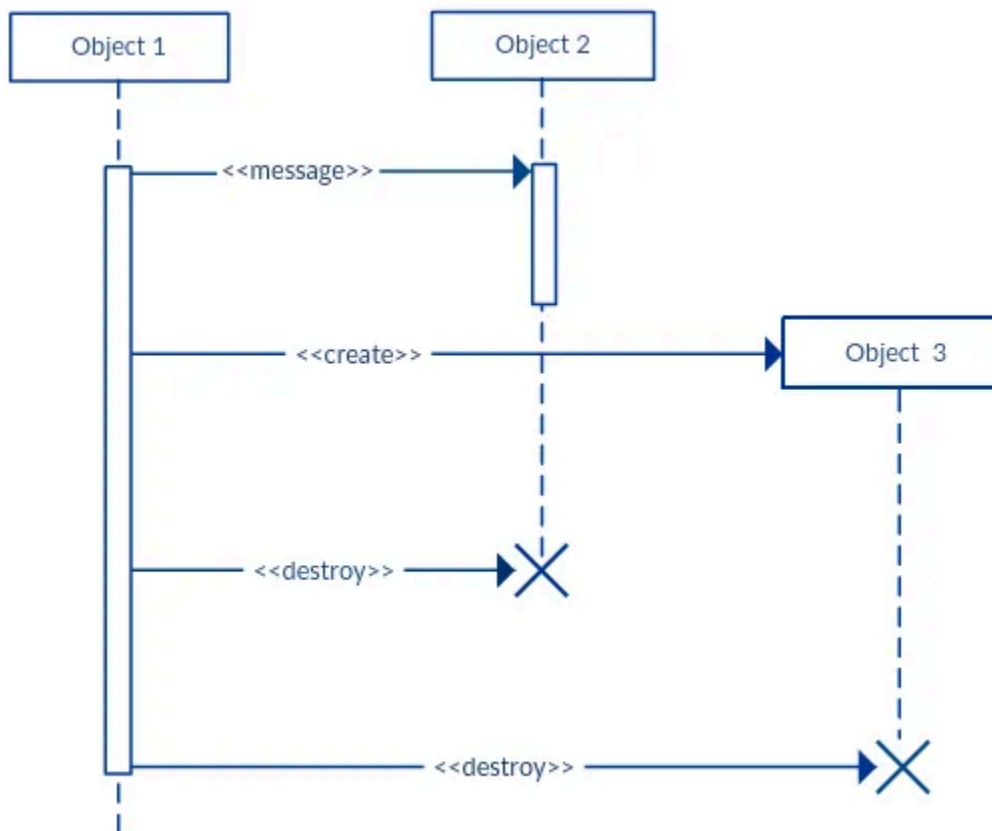 Object 1
Object 2
<<message>>
<<create>>
Object 3
<<destroy>>
<<destroy>>